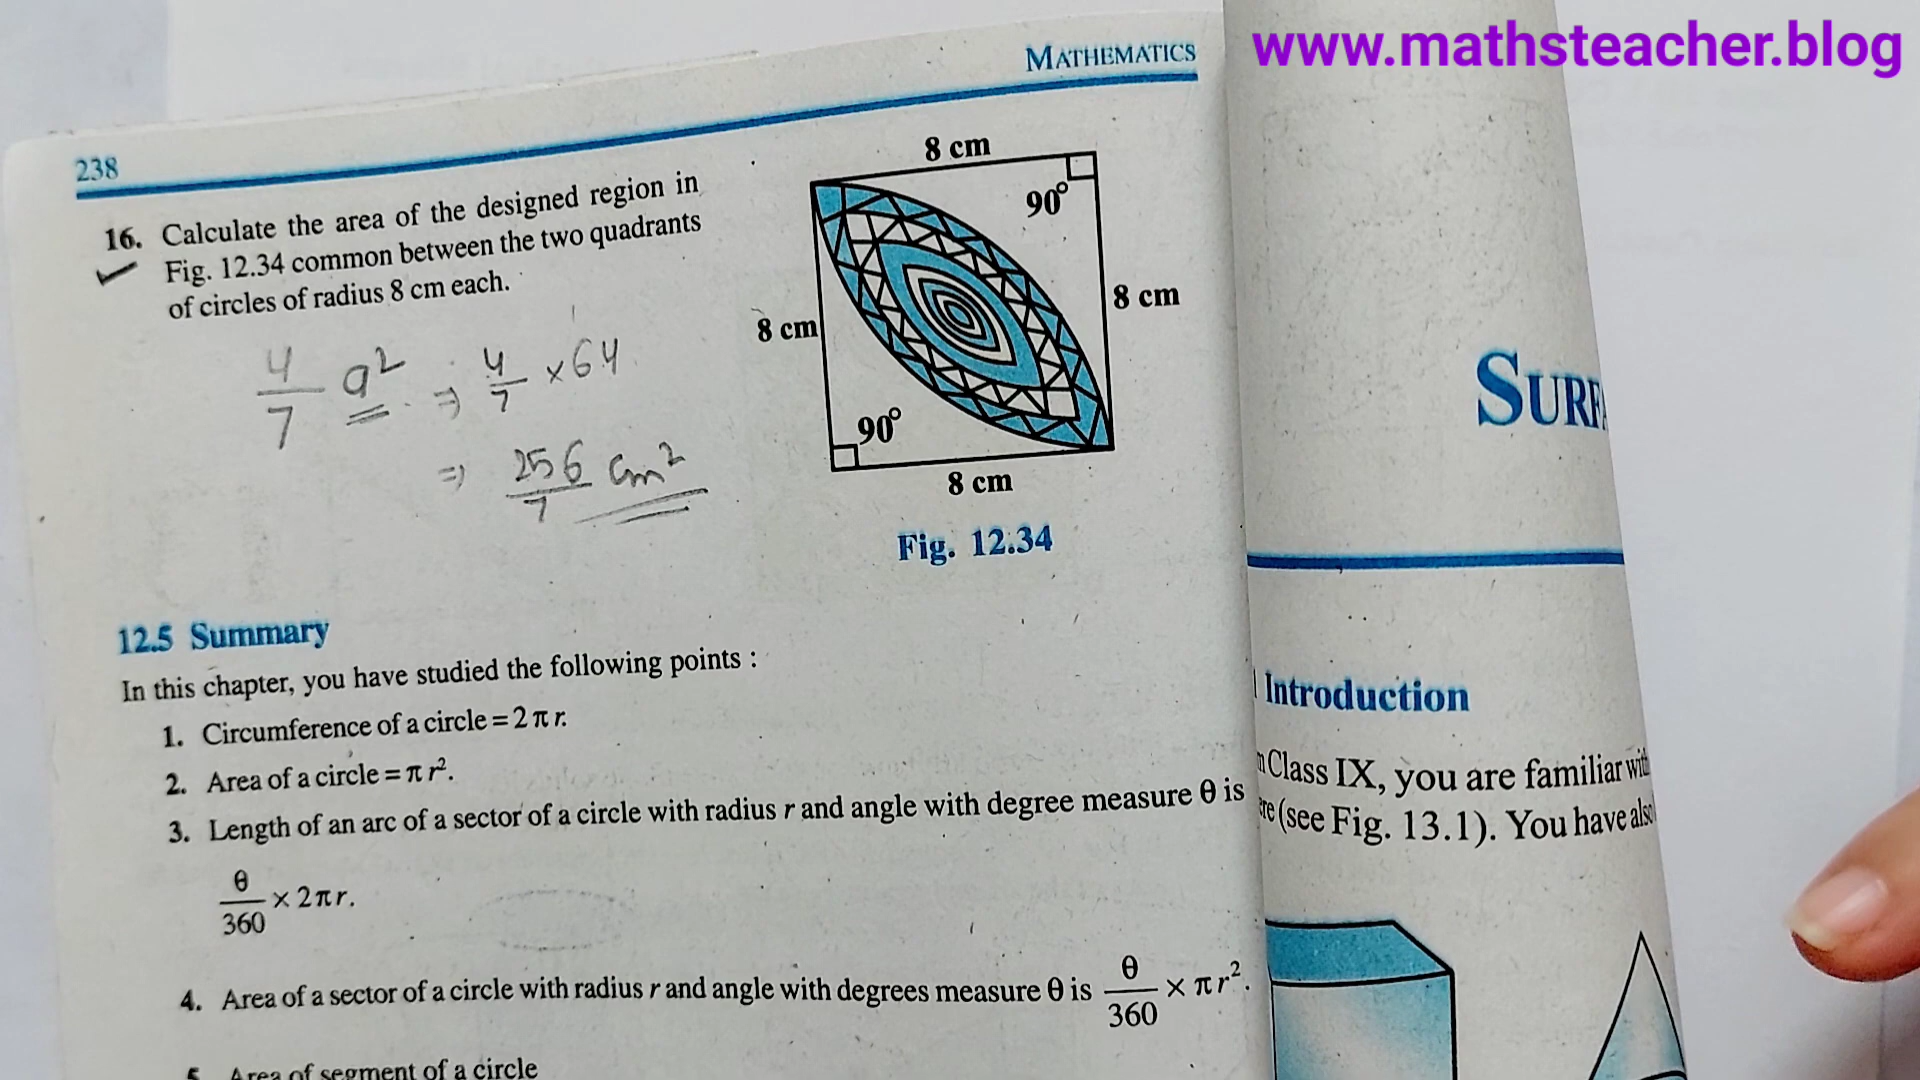 www.mathsteacher.blog
MATHEMATICS
238
16. Calculate the area of the designed region in
Fig. 12.34 common between the two quadrants
of circles of radius 8 cm each.
4/7 a² ⇒ 4/7 × 64
⇒ 256/7 cm²
8 cm
90°
8 cm
8 cm
90°
8 cm
Fig. 12.34
12.5 Summary
In this chapter, you have studied the following points :
1. Circumference of a circle = 2 π r.
2. Area of a circle = π r².
3. Length of an arc of a sector of a circle with radius r and angle with degree measure θ is
θ/360 × 2 π r.
4. Area of a sector of a circle with radius r and angle with degrees measure θ is θ/360 × π r².
5. Area of segment of a circle
SURF
Introduction
Class IX, you are familiar
(see Fig. 13.1). You have also